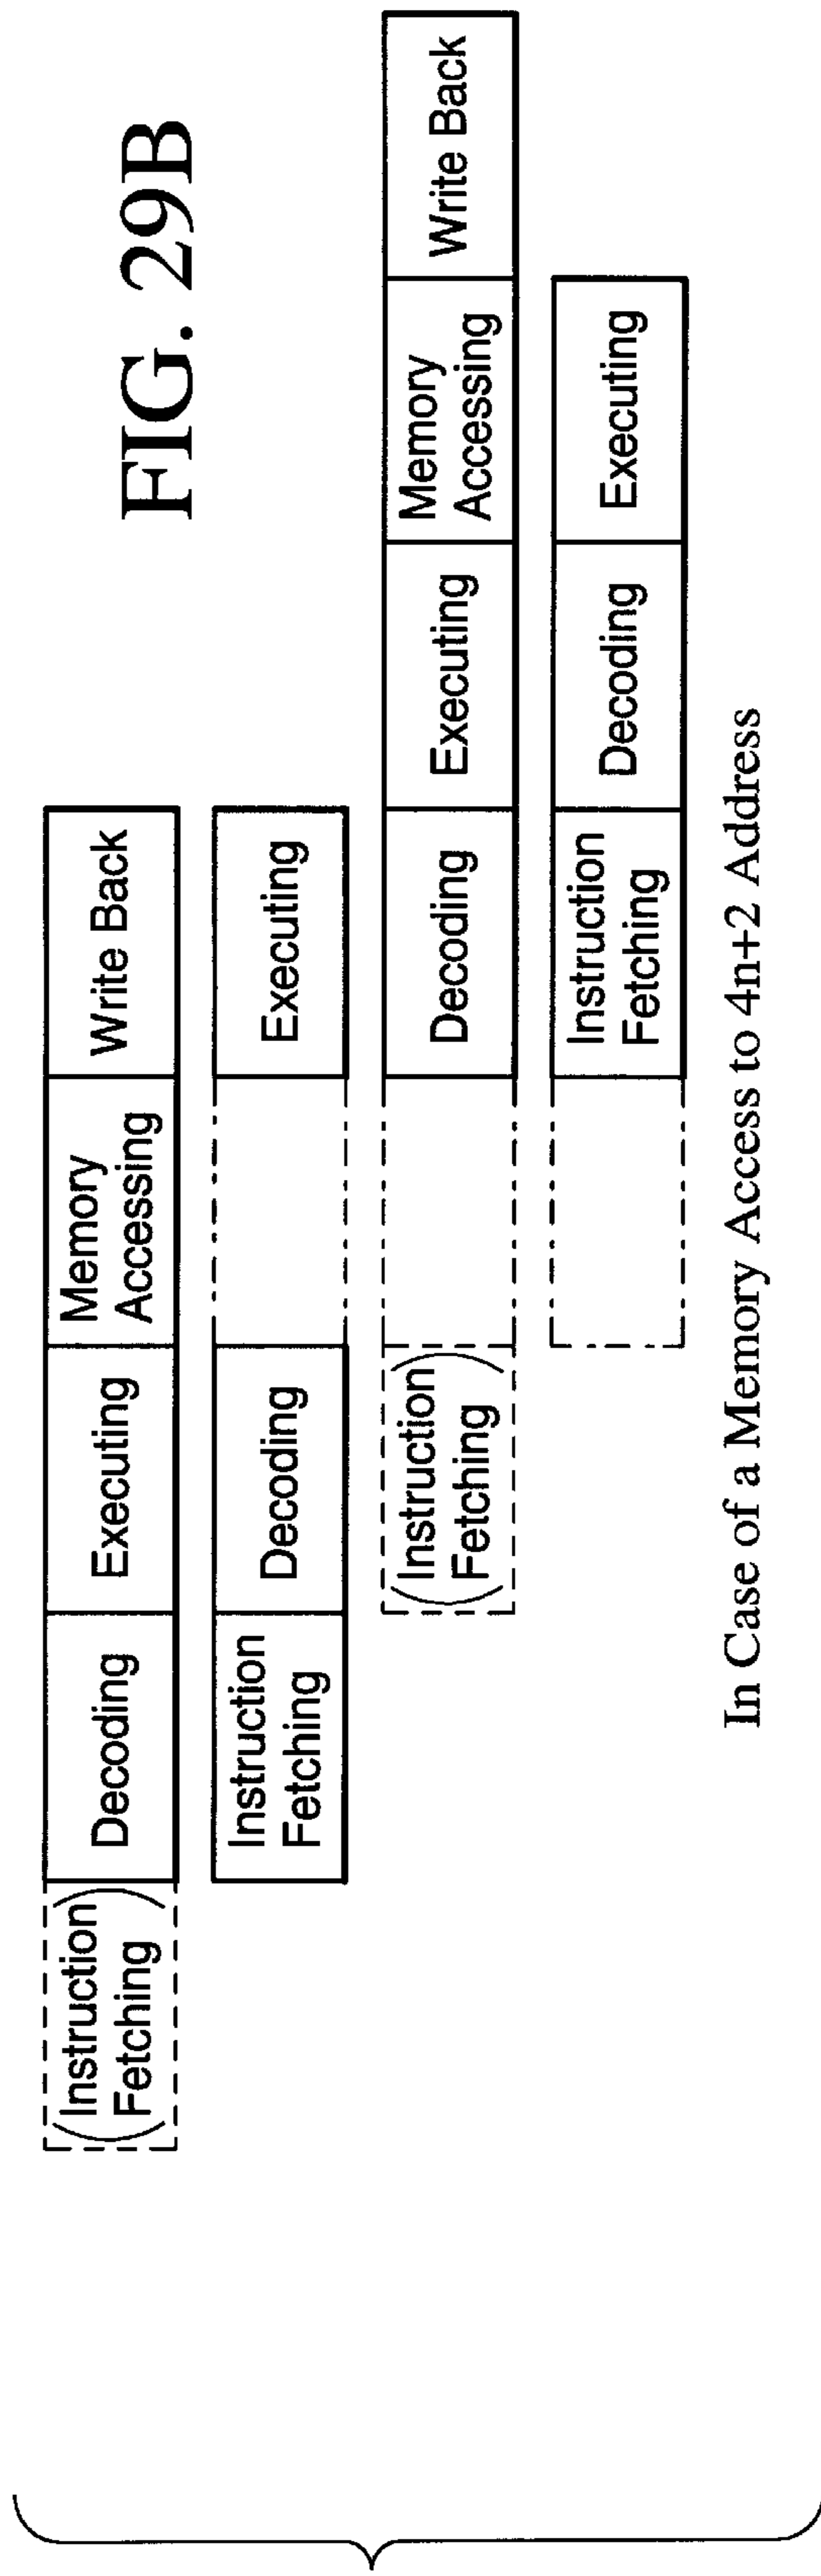 FIG. 29B
(Instruction
Fetching)
Decoding
Executing
Memory
Accessing
Write Back
Instruction
Fetching
Decoding
Executing
(Instruction
Fetching)
Decoding
Executing
Memory
Accessing
Write Back
Instruction
Fetching
Decoding
Executing
In Case of a Memory Access to 4n+2 Address